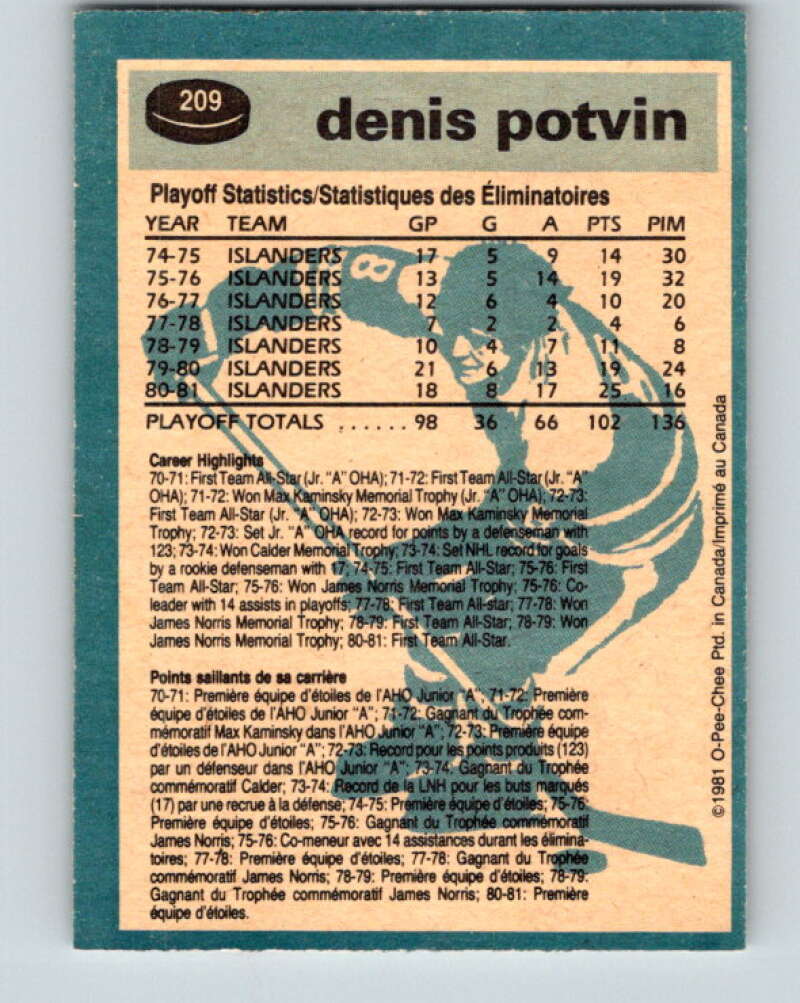 209
denis potvin
Playoff Statistics/Statistiques des Éliminatoires
YEAR TEAM GP G A PTS PIM
74-75 ISLANDERS 17 5 9 14 30
75-76 ISLANDERS 13 5 14 19 32
76-77 ISLANDERS 12 6 4 10 20
77-78 ISLANDERS 7 2 2 4 6
78-79 ISLANDERS 10 4 7 11 8
79-80 ISLANDERS 21 6 13 19 24
80-81 ISLANDERS 18 8 17 25 16
PLAYOFF TOTALS ...... 98 36 66 102 136
Career Highlights
70-71: First Team All-Star (Jr. "A" OHA); 71-72: First Team All-Star (Jr. "A"
OHA); 71-72: Won Max Kaminsky Memorial Trophy (Jr. "A" OHA); 72-73:
First Team All-Star (Jr. "A" OHA); 72-73: Won Max Kaminsky Memorial
Trophy; 72-73: Set Jr. "A" OHA record for points by a defenseman with
123; 73-74: Won Calder Memorial Trophy; 73-74: Set NHL record for goals
by a rookie defenseman with 17; 74-75: First Team All-Star; 75-76: First
Team All-Star; 75-76: Won James Norris Memorial Trophy; 75-76: Co-
leader with 14 assists in playoffs; 77-78: First Team All-star; 77-78: Won
James Norris Memorial Trophy; 78-79: First Team All-Star; 78-79: Won
James Norris Memorial Trophy; 80-81: First Team All-Star.
Points saillants de sa carrière
70-71: Première équipe d'étoiles de l'AHO Junior "A"; 71-72: Première
équipe d'étoiles de l'AHO Junior "A"; 71-72: Gagnant du Trophée com-
mémoratif Max Kaminsky dans l'AHO Junior "A"; 72-73: Première équipe
d'étoiles de l'AHO Junior "A"; 72-73: Record pour les points produits (123)
par un défenseur dans l'AHO Junior "A"; 73-74: Gagnant du Trophée
commémoratif Calder; 73-74: Record de la LNH pour les buts marqués
(17) par une recrue à la défense; 74-75: Première équipe d'étoiles; 75-76:
Première équipe d'étoiles; 75-76: Gagnant du Trophée commémoratif
James Norris; 75-76: Co-meneur avec 14 assistances durant les élimina-
toires; 77-78: Première équipe d'étoiles; 77-78: Gagnant du Trophée
commémoratif James Norris; 78-79: Première équipe d'étoiles; 78-79:
Gagnant du Trophée commémoratif James Norris; 80-81: Première
équipe d'étoiles.
©1981 O-Pee-Chee Ptd. in Canada/Imprimé au Canada
8